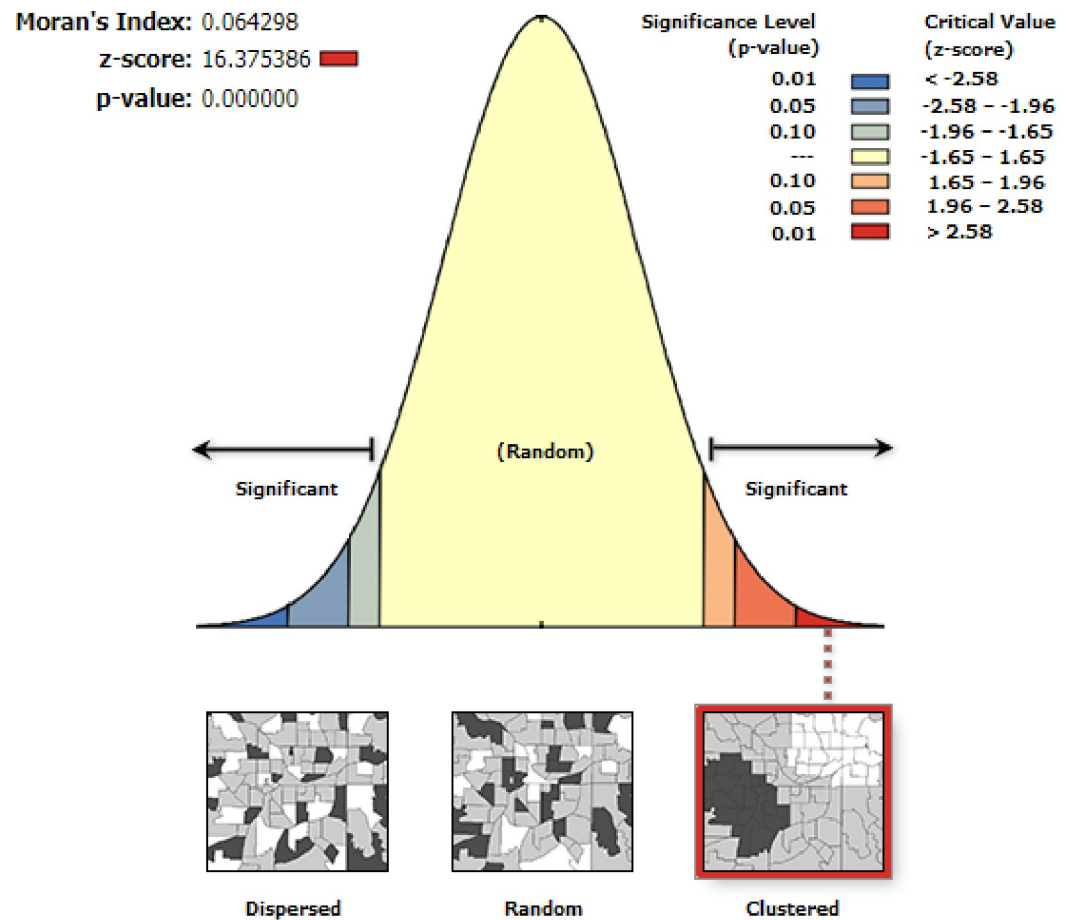 Moran's Index: 0.064298
z-score: 16.375386
p-value: 0.000000
Significance Level
(p-value)
Critical Value
(z-score)
0.01 < -2.58
0.05 -2.58 – -1.96
0.10 -1.96 – -1.65
--- -1.65 – 1.65
0.10 1.65 – 1.96
0.05 1.96 – 2.58
0.01 > 2.58
(Random)
Significant
Significant
Dispersed
Random
Clustered